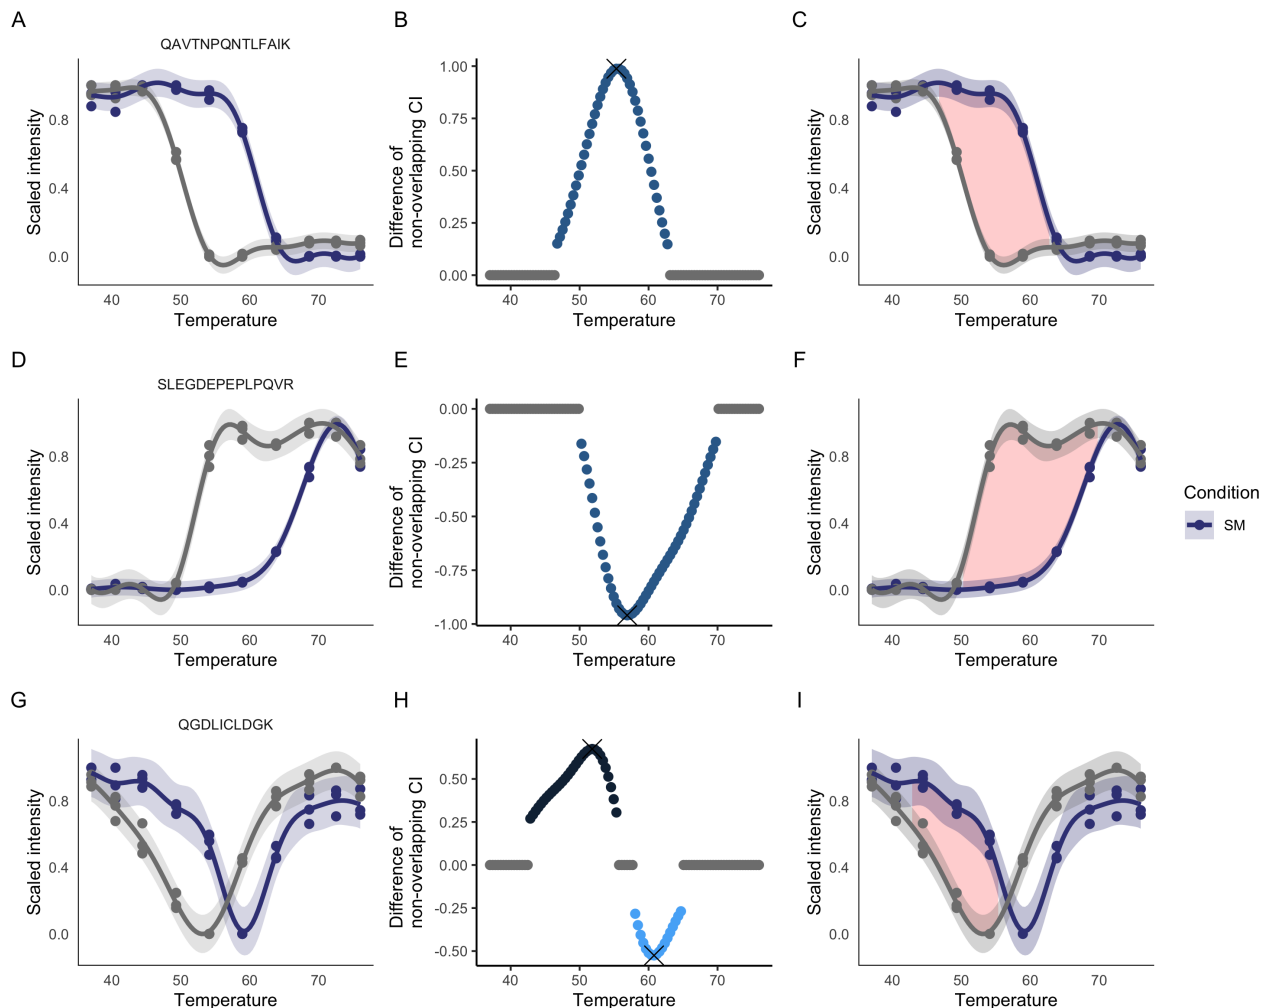 A
B
C
QAVTNPQNTLFAIK
Scaled intensity
0.8
0.4
0.0
40 50 60 70
Temperature
Difference of
non-overlapping CI
1.00
0.75
0.50
0.25
0.00
40 50 60 70
Temperature
Scaled intensity
0.8
0.4
0.0
40 50 60 70
Temperature
D
E
F
SLEGDEPEPLPQVR
Scaled intensity
0.8
0.4
0.0
40 50 60 70
Temperature
Difference of
non-overlapping CI
0.00
-0.25
-0.50
-0.75
-1.00
40 50 60 70
Temperature
Scaled intensity
0.8
0.4
0.0
40 50 60 70
Temperature
Condition
SM
G
H
I
QGDLICLDGK
Scaled intensity
0.8
0.4
0.0
40 50 60 70
Temperature
Difference of
non-overlapping CI
0.50
0.25
0.00
-0.25
-0.50
40 50 60 70
Temperature
Scaled intensity
0.8
0.4
0.0
40 50 60 70
Temperature